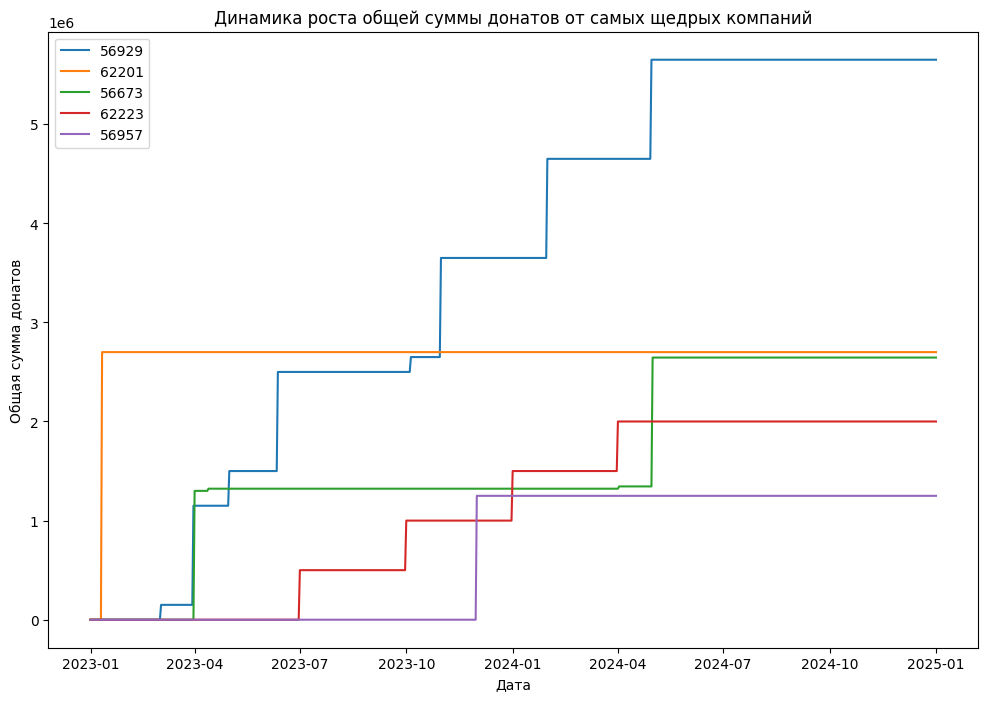 Динамика роста общей суммы донатов от самых щедрых компаний
1e6
56929
62201
56673
62223
56957
5
4
3
2
1
0
Общая сумма донатов
2023-01 2023-04 2023-07 2023-10 2024-01 2024-04 2024-07 2024-10 2025-01
Дата